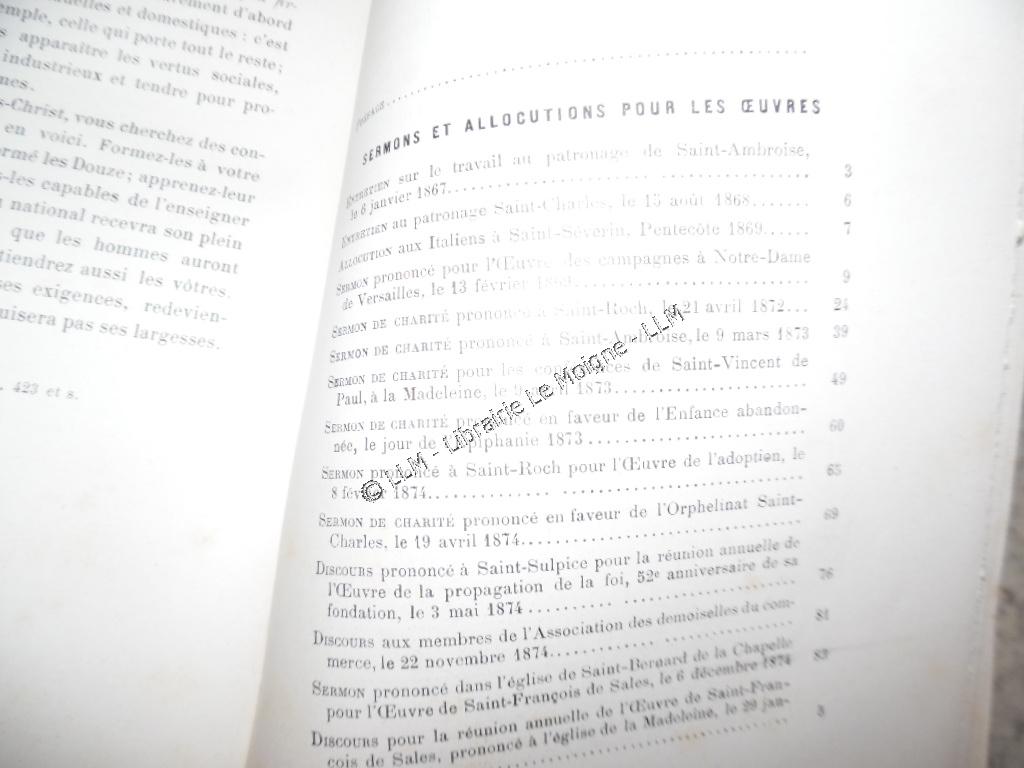 uelles et domestiques : c'est
emple, celle qui porte tout le reste;
s apparaître les vertus sociales,
industrieux et tendre pour pro-
nes.
s-Christ, vous cherchez des con-
en voici. Formez-les à votre
ormé les Douze; apprenez-leur
s-les capables de l'enseigner
national recevra son plein
que les hommes auront
tiendrez aussi les vôtres.
ses exigences, redevien-
uisera pas ses largesses.
. 423 et s.
Préface
SERMONS ET ALLOCUTIONS POUR LES ŒUVRES
Entretien sur le travail au patronage de Saint-Ambroise,
le 6 janvier 1867. 3
Entretien au patronage Saint-Charles, le 15 août 1868. 6
Allocution aux Italiens à Saint-Séverin, Pentecôte 1869. 7
Sermon prononcé pour l'Œuvre des campagnes à Notre-Dame
de Versailles, le 13 février 9
Sermon de charité prononcé à Saint-Roch, le 21 avril 1872. 24
Sermon de charité prononcé à Saint-Ambroise, le 9 mars 1873 39
Sermon de charité pour les conférences de Saint-Vincent de
Paul, à la Madeleine, le 1873. 49
Sermon de charité prononcé en faveur de l'Enfance abandon-
née, le jour de l'Épiphanie 1873 60
Sermon prononcé à Saint-Roch pour l'Œuvre de l'adoption, le
8 février 1874. 65
Sermon de charité prononcé en faveur de l'Orphelinat Saint-
Charles, le 19 avril 1874. 69
Discours prononcé à Saint-Sulpice pour la réunion annuelle de
l'Œuvre de la propagation de la foi, 52e anniversaire de sa
fondation, le 3 mai 1874 76
Discours aux membres de l'Association des demoiselles du com-
merce, le 22 novembre 1874. 81
Sermon prononcé dans l'église de Saint-Bernard de la Chapelle
pour l'Œuvre de Saint-François de Sales, le 6 décembre 1874
Discours pour la réunion annuelle de l'Œuvre de Saint-Fran-
cois de Sales, prononcé à l'église de la Madeleine, le 29 jan-
© LLM - Librairie Le Moigne - LLM